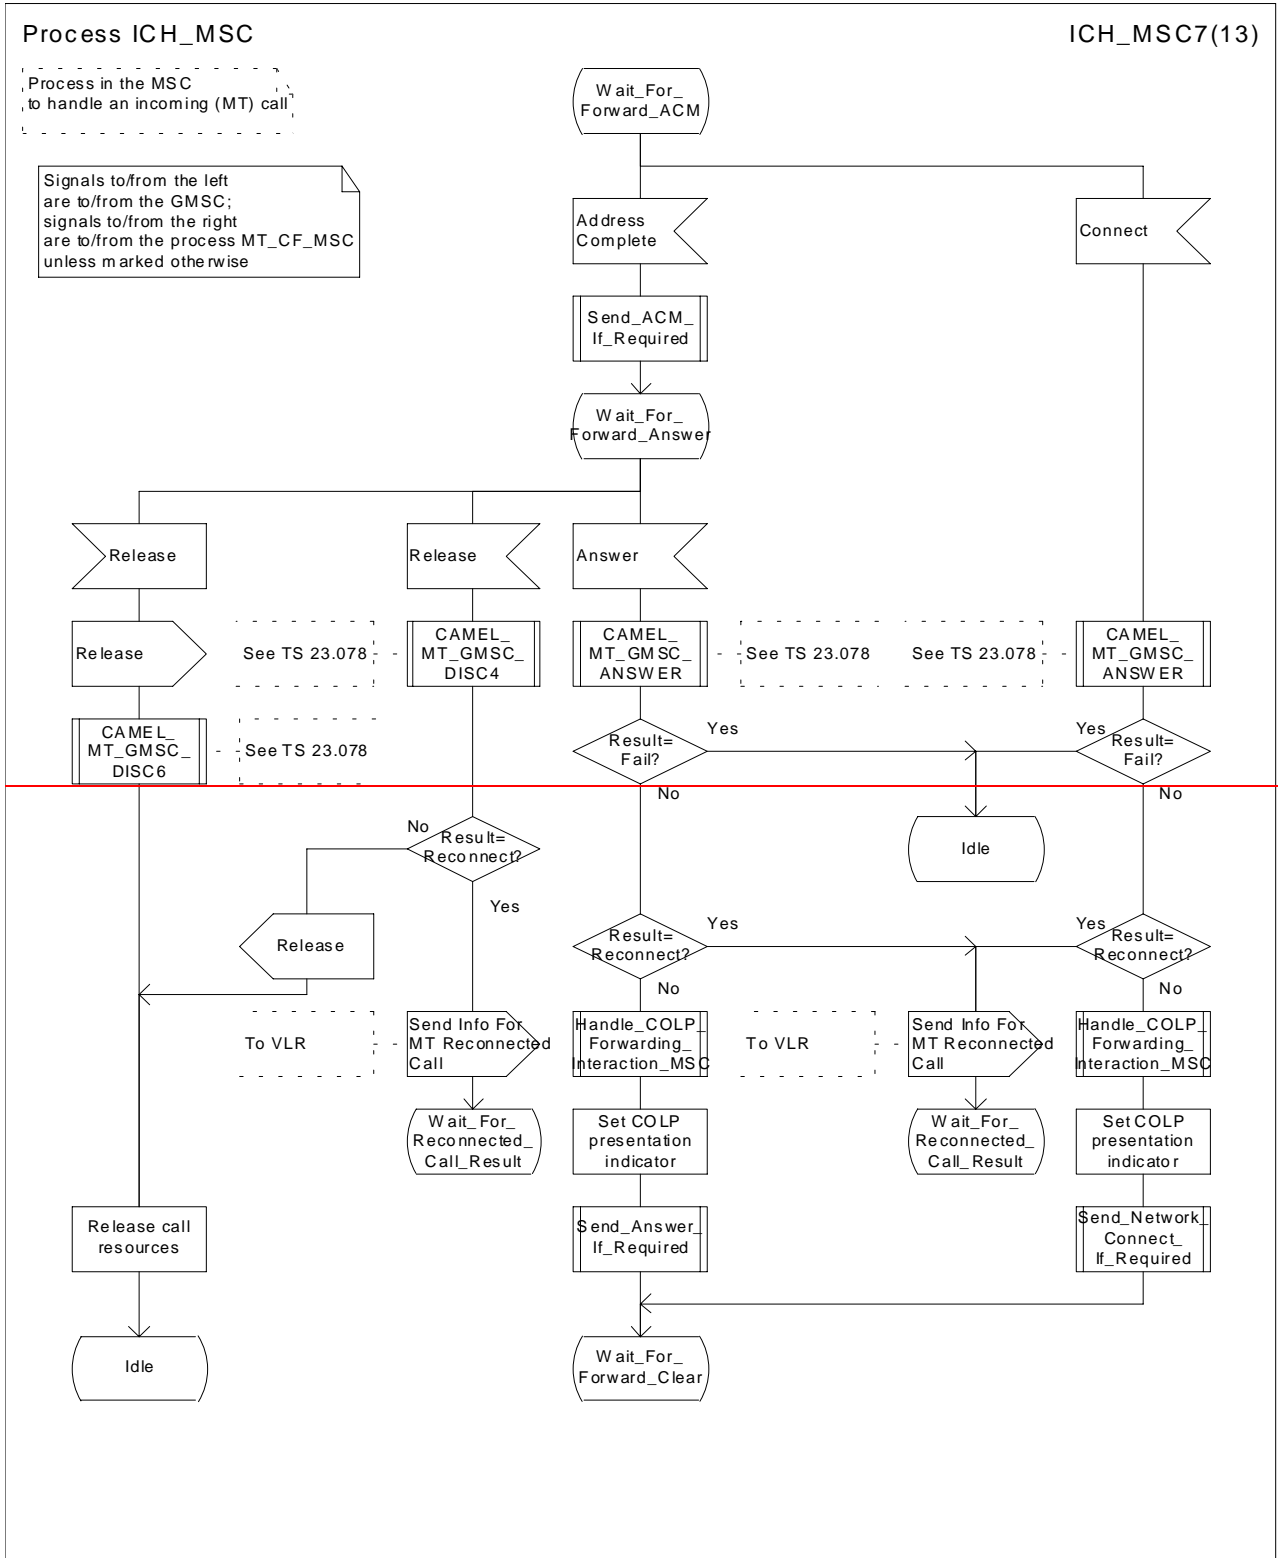 Process ICH_MSC
ICH_MSC7(13)
Process in the MSC
to handle an incoming (MT) call
Signals to/from the left
are to/from the GMSC;
signals to/from the right
are to/from the process MT_CF_MSC
unless marked otherwise
Wait_For_
Forward_ACM
Address
Complete
Connect
Send_ACM_
If_Required
Wait_For_
Forward_Answer
Release
Release
Answer
Release
See TS 23.078
CAMEL_
MT_GMSC_
DISC4
CAMEL_
MT_GMSC_
ANSWER
See TS 23.078
See TS 23.078
CAMEL_
MT_GMSC_
ANSWER
CAMEL_
MT_GMSC_
DISC6
See TS 23.078
Result=
Fail?
Yes
Yes
Result=
Fail?
No
No
No
Result=
Reconnect?
Yes
Idle
Release
Result=
Reconnect?
Yes
Yes
Result=
Reconnect?
No
No
To VLR
Send Info For
MT Reconnected
Call
Handle_COLP_
Forwarding_
Interaction_MSC
To VLR
Send Info For
MT Reconnected
Call
Handle_COLP_
Forwarding_
Interaction_MSC
Wait_For_
Reconnected_
Call_Result
Set COLP
presentation
indicator
Wait_For_
Reconnected_
Call_Result
Set COLP
presentation
indicator
Release call
resources
Send_Answer_
If_Required
Send_Network_
Connect_
If_Required
Idle
Wait_For_
Forward_Clear